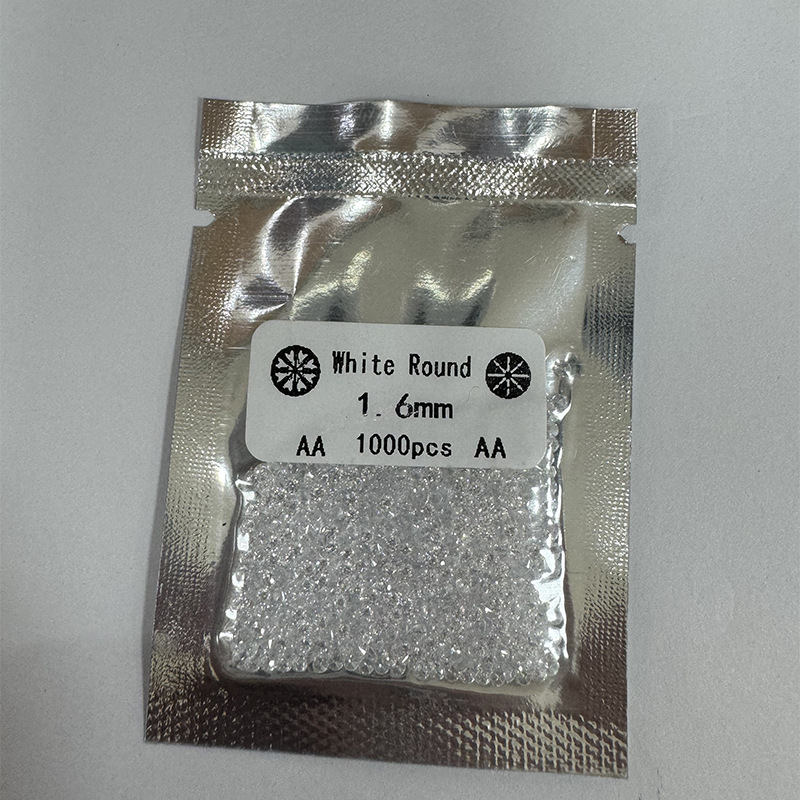 White Round
1.6mm
AA 1000pcs AA